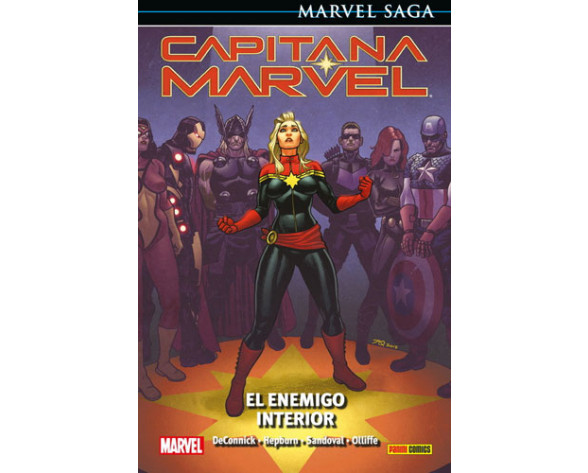 MARVEL SAGA
CAPITANA
MARVEL
EL ENEMIGO
INTERIOR
DeConnick · Hepburn · Sandoval · Olliffe
MARVEL
PANINI COMICS